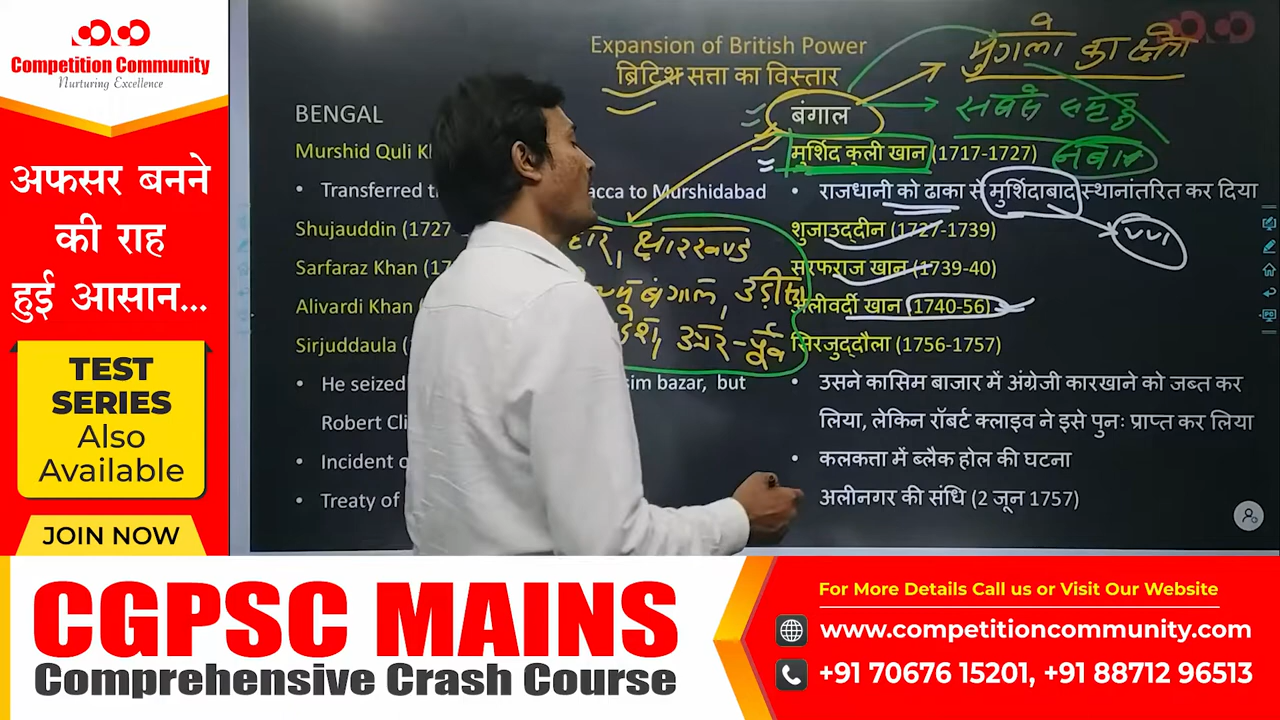 Competition Community
Nurturing Excellence
अफसर बनने
की राह
हुई आसान...
TEST
SERIES
Also
Available
JOIN NOW
Expansion of British Power
ब्रिटिश सत्ता का विस्तार
BENGAL
Murshid Quli
• Transferred
acca to Murshidabad
Shujauddin (1727
Sarfaraz Khan
Alivardi Khan
Sirjuddaula
• He seized
bazar, but
Robert
• Incident
• Treaty of
मुगलो का
बंगाल
सबसे
मुर्शिद कुली खान (1717-1727)
नवाब
• राजधानी को ढाका से मुर्शिदाबाद स्थानांतरित कर दिया
शुजाउद्दीन (1727-1739)
VVI
सरफराज खान (1739-40)
अलीवर्दी खान (1740-56)
सिरजुद्दौला (1756-1757)
झारखण्ड
बंगाल, उड़ीसा
• उसने कासिम बाजार में अंग्रेजी कारखाने को जब्त कर
लिया, लेकिन रॉबर्ट क्लाइव ने इसे पुनः प्राप्त कर लिया
• कलकत्ता में ब्लैक होल की घटना
• अलीनगर की संधि (2 जून 1757)
CGPSC MAINS
Comprehensive Crash Course
For More Details Call us or Visit Our Website
www.competitioncommunity.com
+91 70676 15201, +91 88712 96513